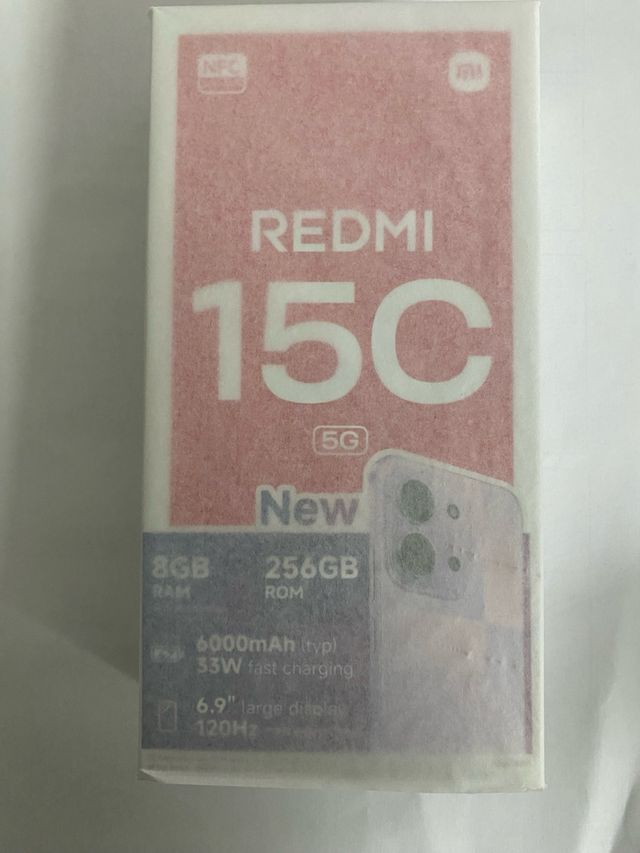 NFC
mi
REDMI
15C
5G
New
8GB 256GB
RAM ROM
6000mAh (typ)
33W fast charging
6.9" large display
120Hz